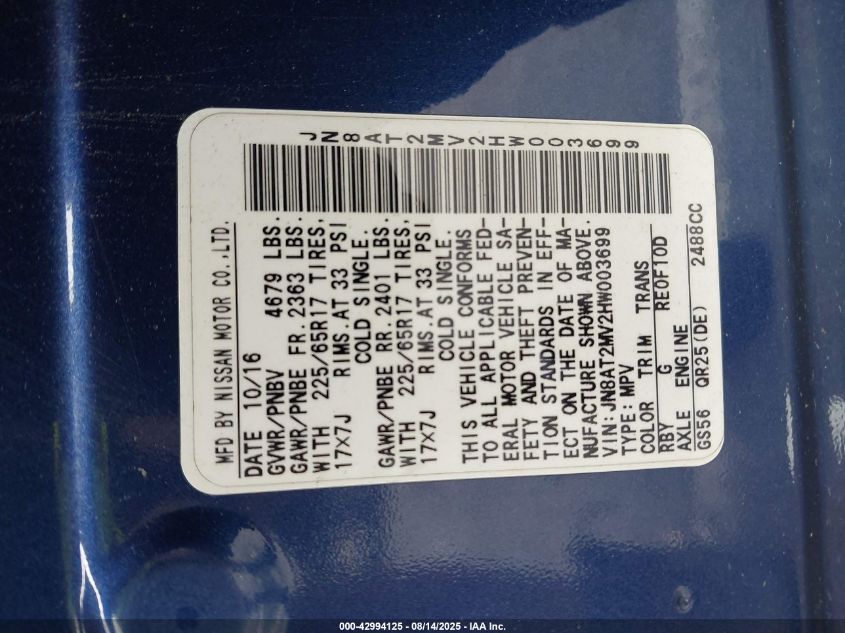 JN8AT2MV2HW003699
MFD BY NISSAN MOTOR CO.,LTD.
DATE 10/16
GVWR/PNBV 4679 LBS.
GAWR/PNBE FR.2363 LBS.
WITH 225/65R17 TIRES,
17X7J RIMS.AT 33 PSI
COLD SINGLE.
GAWR/PNBE RR.2401 LBS.
WITH 225/65R17 TIRES,
17X7J RIMS.AT 33 PSI
COLD SINGLE.
THIS VEHICLE CONFORMS
TO ALL APPLICABLE FED-
ERAL MOTOR VEHICLE SA-
FETY AND THEFT PREVEN-
TION STANDARDS IN EFF-
ECT ON THE DATE OF MA-
NUFACTURE SHOWN ABOVE.
VIN:JN8AT2MV2HW003699
TYPE:MPV
COLOR TRIM TRANS
RBY G RE0F10D
AXLE ENGINE
GS56 QR25(DE) 2488CC
000-42994125 - 08/14/2025 - IAA Inc.